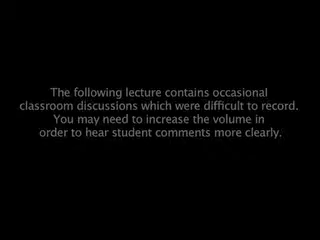 The following lecture contains occasional
classroom discussions which were difficult to record.
You may need to increase the volume in
order to hear student comments more clearly.